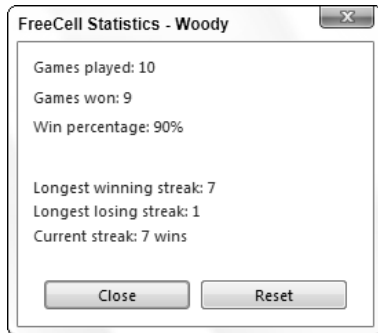 FreeCell Statistics - Woody
Games played: 10
Games won: 9
Win percentage: 90%
Longest winning streak: 7
Longest losing streak: 1
Current streak: 7 wins
Close
Reset